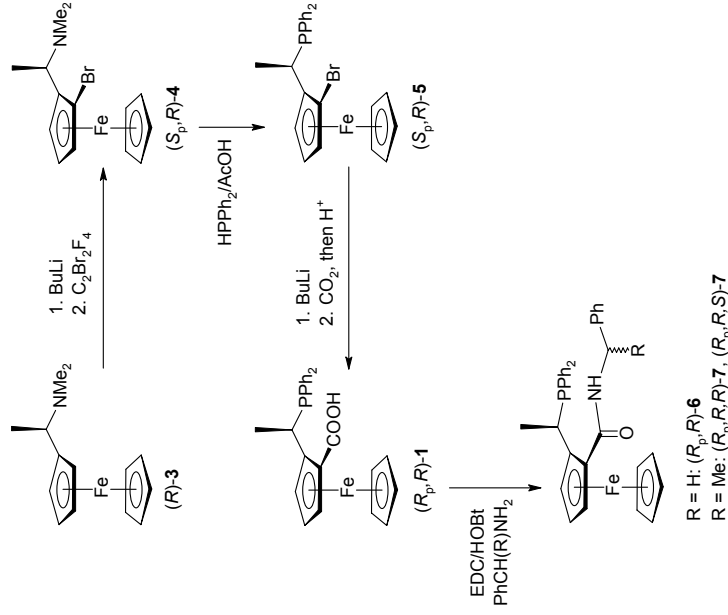 NMe₂
Fe
(R)-3
1. BuLi
2. C₂Br₂F₄
NMe₂
Br
Fe
(Sₚ,R)-4
HPPh₂/AcOH
PPh₂
Br
Fe
(Sₚ,R)-5
1. BuLi
2. CO₂, then H⁺
PPh₂
COOH
Fe
(Rₚ,R)-1
EDC/HOBt
PhCH(R)NH₂
PPh₂
NH
Ph
R
O
Fe
R = H: (Rₚ,R)-6
R = Me: (Rₚ,R,R)-7, (Rₚ,R,S)-7